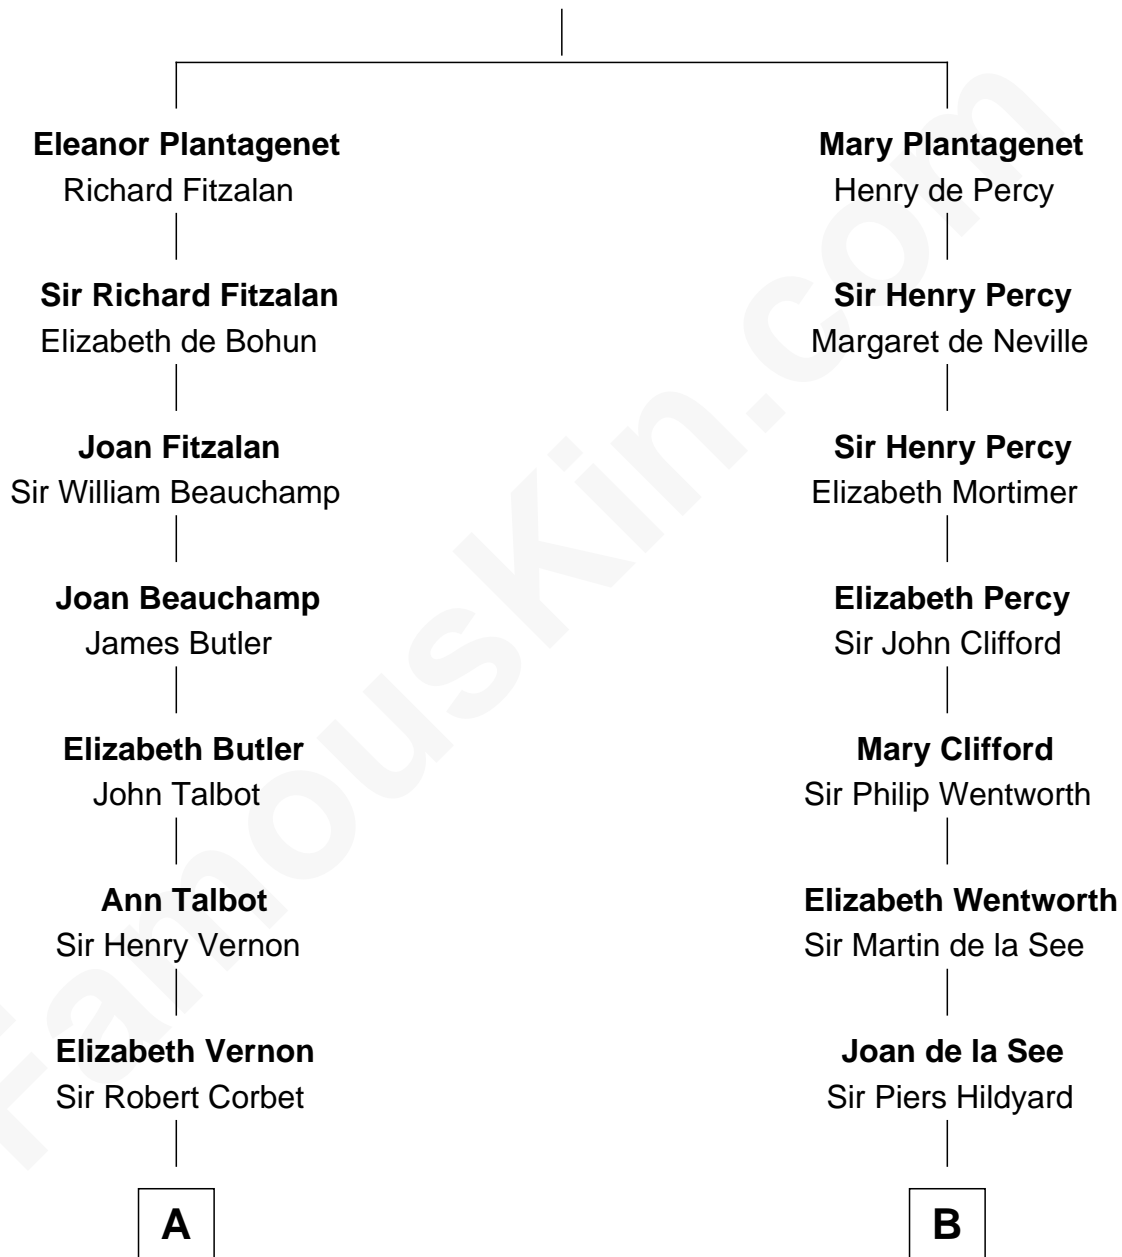 Eleanor Plantagenet
Richard Fitzalan
Sir Richard Fitzalan
Elizabeth de Bohun
Joan Fitzalan
Sir William Beauchamp
Joan Beauchamp
James Butler
Elizabeth Butler
John Talbot
Ann Talbot
Sir Henry Vernon
Elizabeth Vernon
Sir Robert Corbet
A
Mary Plantagenet
Henry de Percy
Sir Henry Percy
Margaret de Neville
Sir Henry Percy
Elizabeth Mortimer
Elizabeth Percy
Sir John Clifford
Mary Clifford
Sir Philip Wentworth
Elizabeth Wentworth
Sir Martin de la See
Joan de la See
Sir Piers Hildyard
B
FamousKin.com